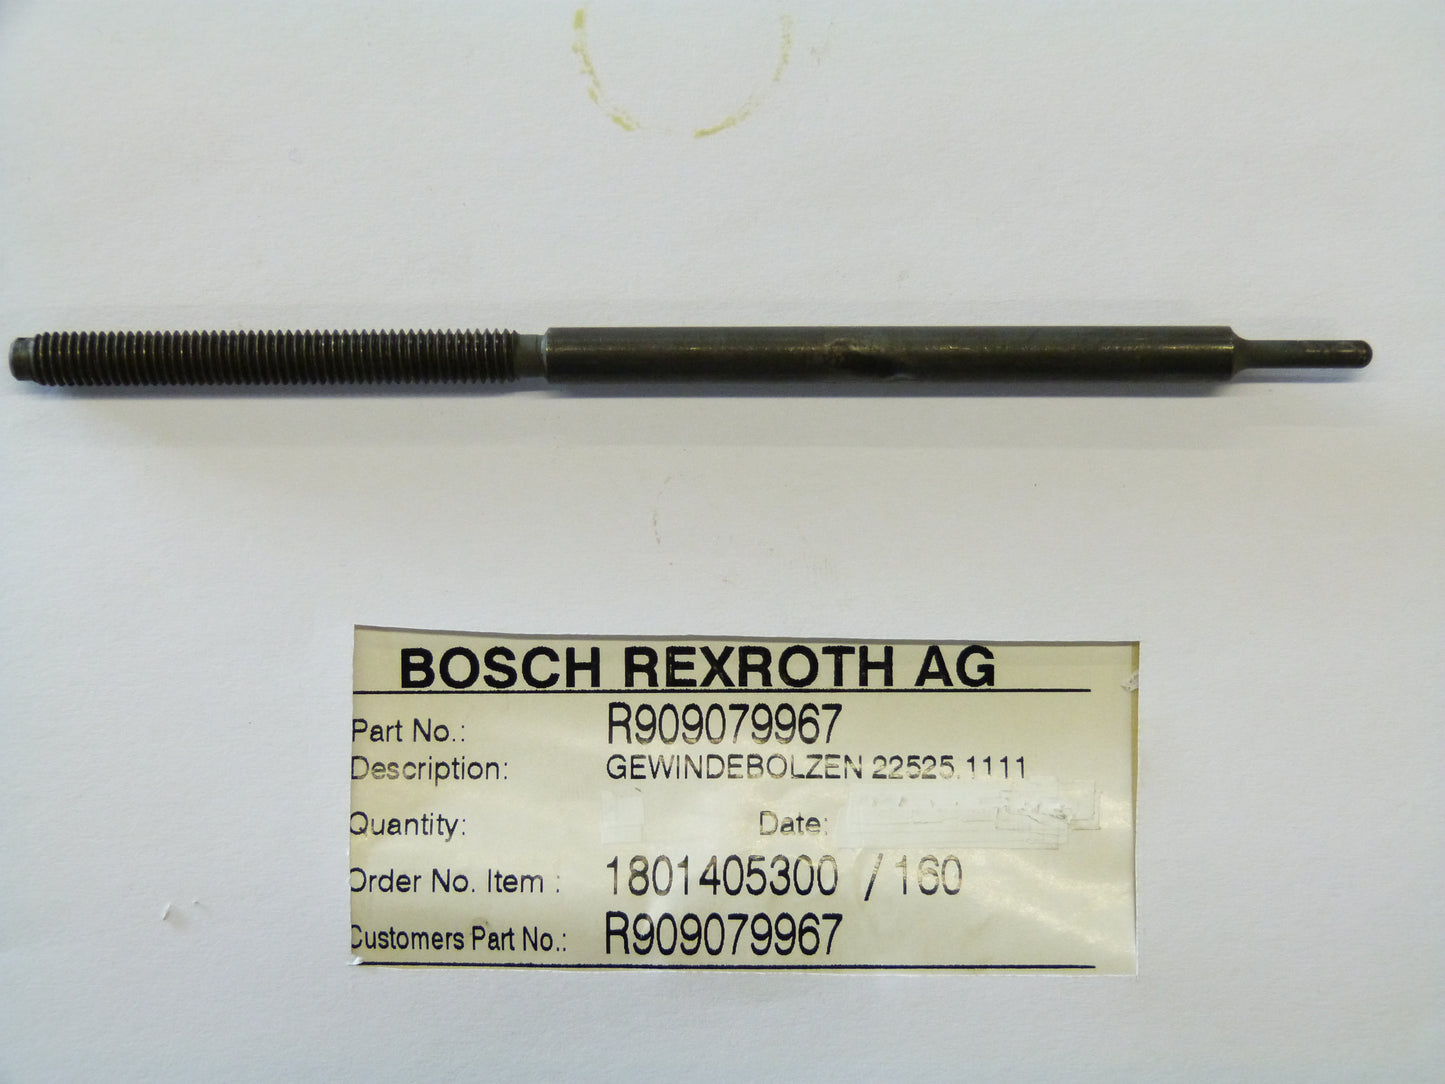 BOSCH REXROTH AG
Part No.: R909079967
Description: GEWINDEBOLZEN 22525.1111
Quantity: Date:
Order No. Item : 1801405300 / 160
Customers Part No.: R909079967